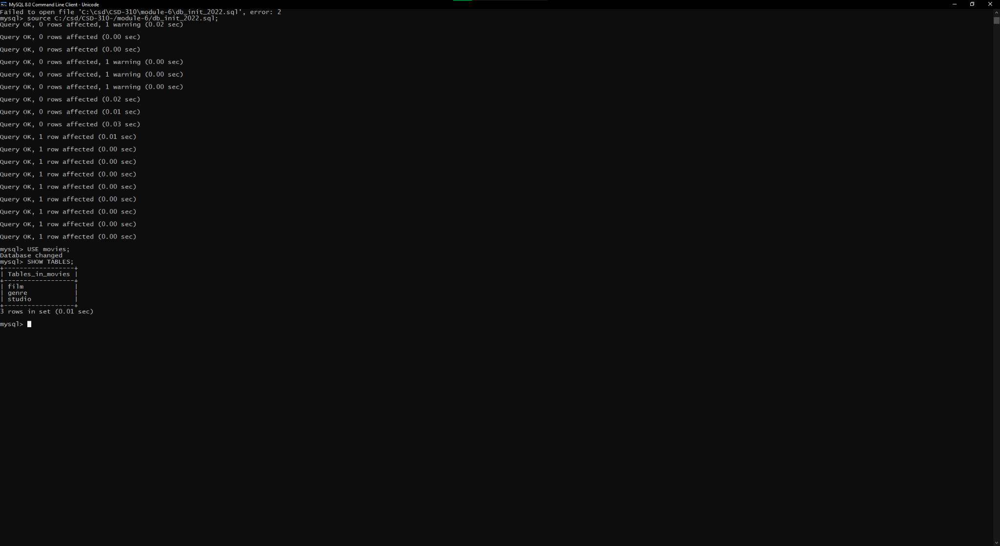 MySQL 8.0 Command Line Client - Unicode
Failed to open file 'C:\csd\CSD-310\module-6\db_init_2022.sql', error: 2
mysql> source C:/csd/CSD-310-/module-6/db_init_2022.sql;
Query OK, 0 rows affected, 1 warning (0.02 sec)
Query OK, 0 rows affected (0.00 sec)
Query OK, 0 rows affected (0.00 sec)
Query OK, 0 rows affected, 1 warning (0.00 sec)
Query OK, 0 rows affected, 1 warning (0.00 sec)
Query OK, 0 rows affected, 1 warning (0.00 sec)
Query OK, 0 rows affected (0.02 sec)
Query OK, 0 rows affected (0.01 sec)
Query OK, 0 rows affected (0.03 sec)
Query OK, 1 row affected (0.01 sec)
Query OK, 1 row affected (0.00 sec)
Query OK, 1 row affected (0.00 sec)
Query OK, 1 row affected (0.00 sec)
Query OK, 1 row affected (0.00 sec)
Query OK, 1 row affected (0.00 sec)
Query OK, 1 row affected (0.00 sec)
Query OK, 1 row affected (0.00 sec)
Query OK, 1 row affected (0.00 sec)
mysql> USE movies;
Database changed
mysql> SHOW TABLES;
+------------------+
| Tables_in_movies |
+------------------+
| film             |
| genre            |
| studio           |
+------------------+
3 rows in set (0.01 sec)
mysql>